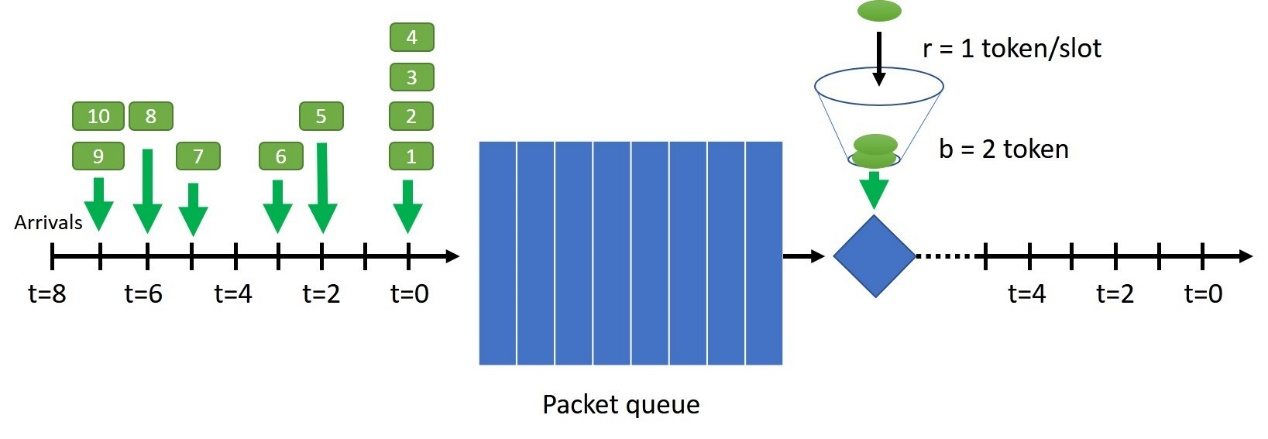 4
3
r = 1 token/slot
10
8
5
2
9
7
6
1
b = 2 token
Arrivals
t=8
t=6
t=4
t=2
t=0
t=4
t=2
t=0
Packet queue